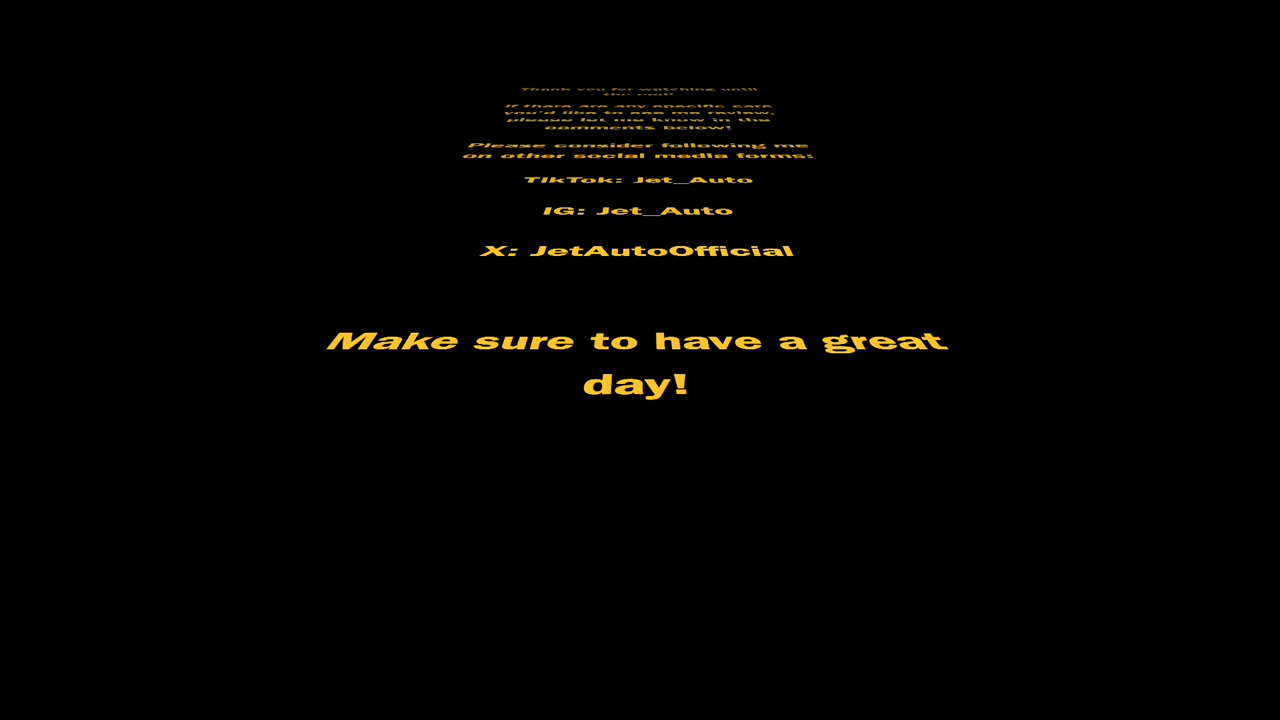 Thank you for watching until
the end!
If there are any specific cars
you'd like to see me review,
please let me know in the
comments below!
Please consider following me
on other social media forms:
TikTok: Jet_Auto
IG: Jet_Auto
X: JetAutoOfficial
Make sure to have a great
day!